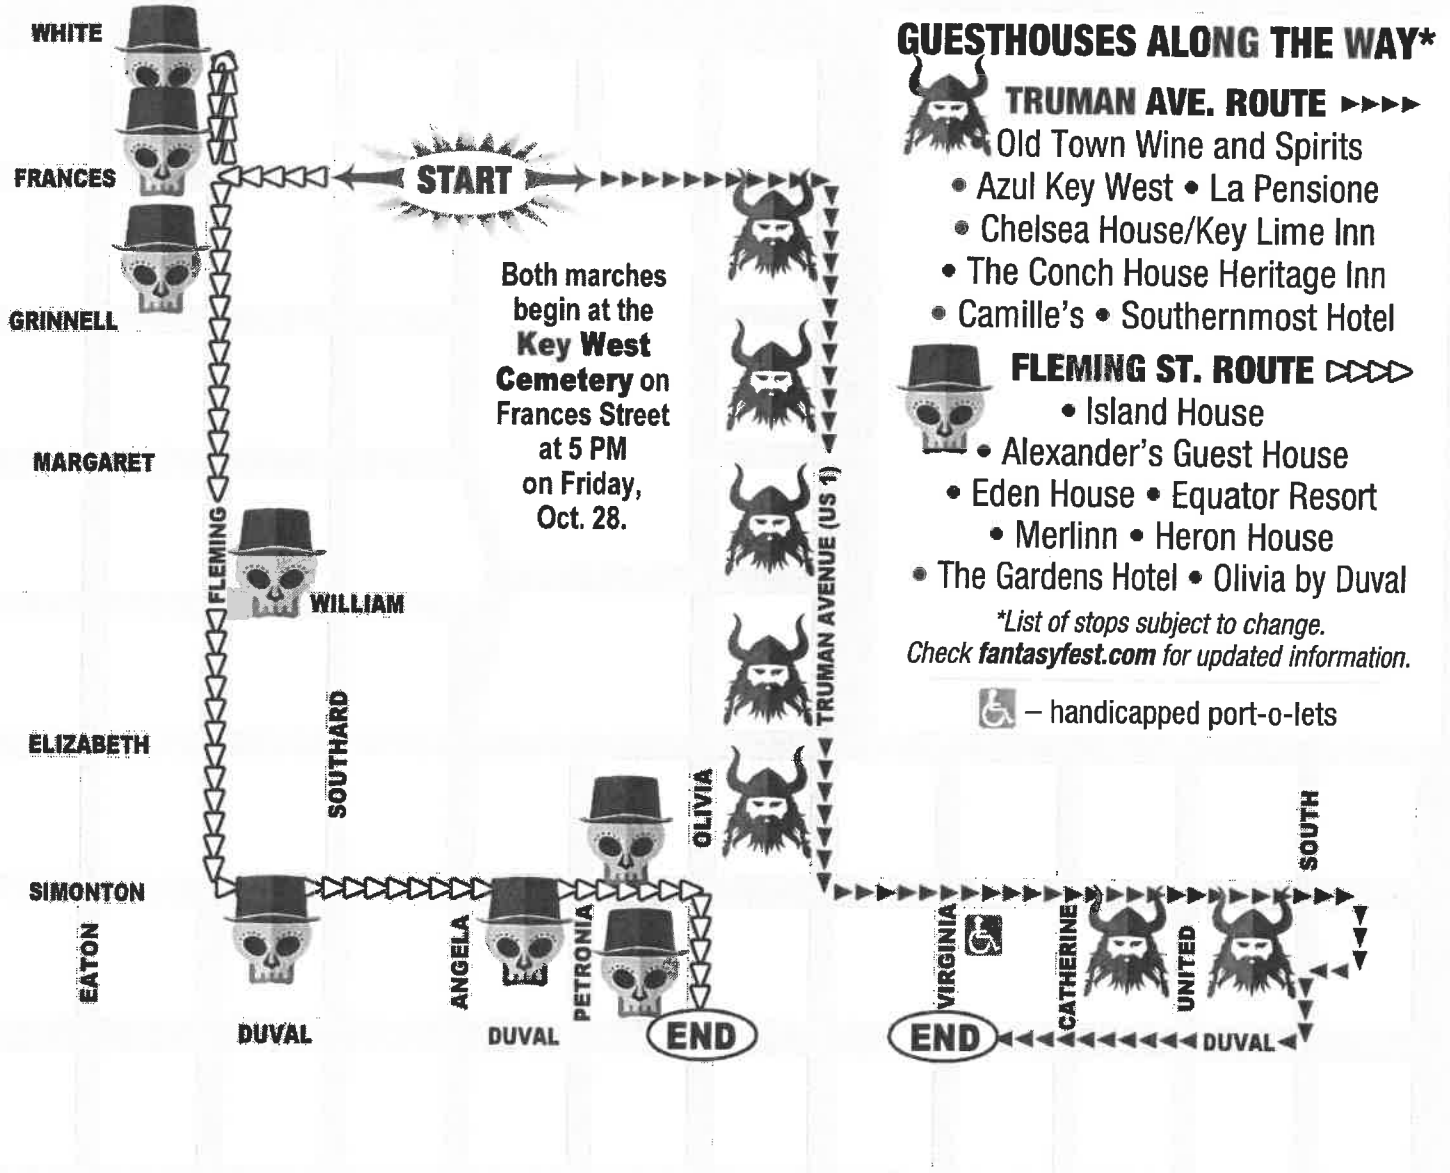 WHITE
FRANCES
GRINNELL
MARGARET
FLEMING
WILLIAM
SOUTHARD
ELIZABETH
SIMONTON
EATON
DUVAL
ANGELA
DUVAL
PETRONIA
OLIVIA
END
START
Both marches
begin at the
Key West
Cemetery on
Frances Street
at 5 PM
on Friday,
Oct. 28.
TRUMAN AVENUE (US 1)
VIRGINIA
CATHERINE
UNITED
SOUTH
END
DUVAL
GUESTHOUSES ALONG THE WAY*
TRUMAN AVE. ROUTE
Old Town Wine and Spirits
• Azul Key West • La Pensione
• Chelsea House/Key Lime Inn
• The Conch House Heritage Inn
• Camille's • Southernmost Hotel
FLEMING ST. ROUTE
• Island House
• Alexander's Guest House
• Eden House • Equator Resort
• Merlinn • Heron House
• The Gardens Hotel • Olivia by Duval
*List of stops subject to change.
Check fantasyfest.com for updated information.
– handicapped port-o-lets